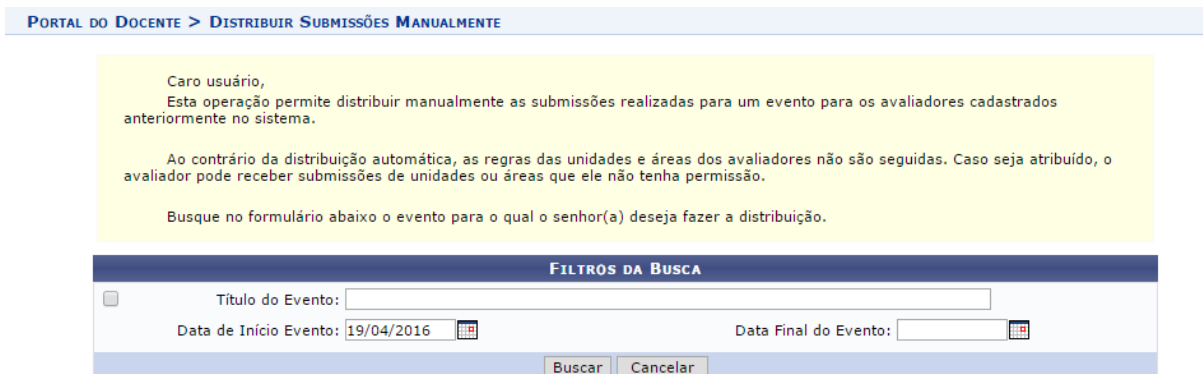 PORTAL DO DOCENTE > DISTRIBUIR SUBMISSÕES MANUALMENTE
Caro usuário,
Esta operação permite distribuir manualmente as submissões realizadas para um evento para os avaliadores cadastrados
anteriormente no sistema.
Ao contrário da distribuição automática, as regras das unidades e áreas dos avaliadores não são seguidas. Caso seja atribuído, o
avaliador pode receber submissões de unidades ou áreas que ele não tenha permissão.
Busque no formulário abaixo o evento para o qual o senhor(a) deseja fazer a distribuição.
FILTROS DA BUSCA
Título do Evento:
Data de Início Evento: 19/04/2016 Data Final do Evento:
Buscar Cancelar